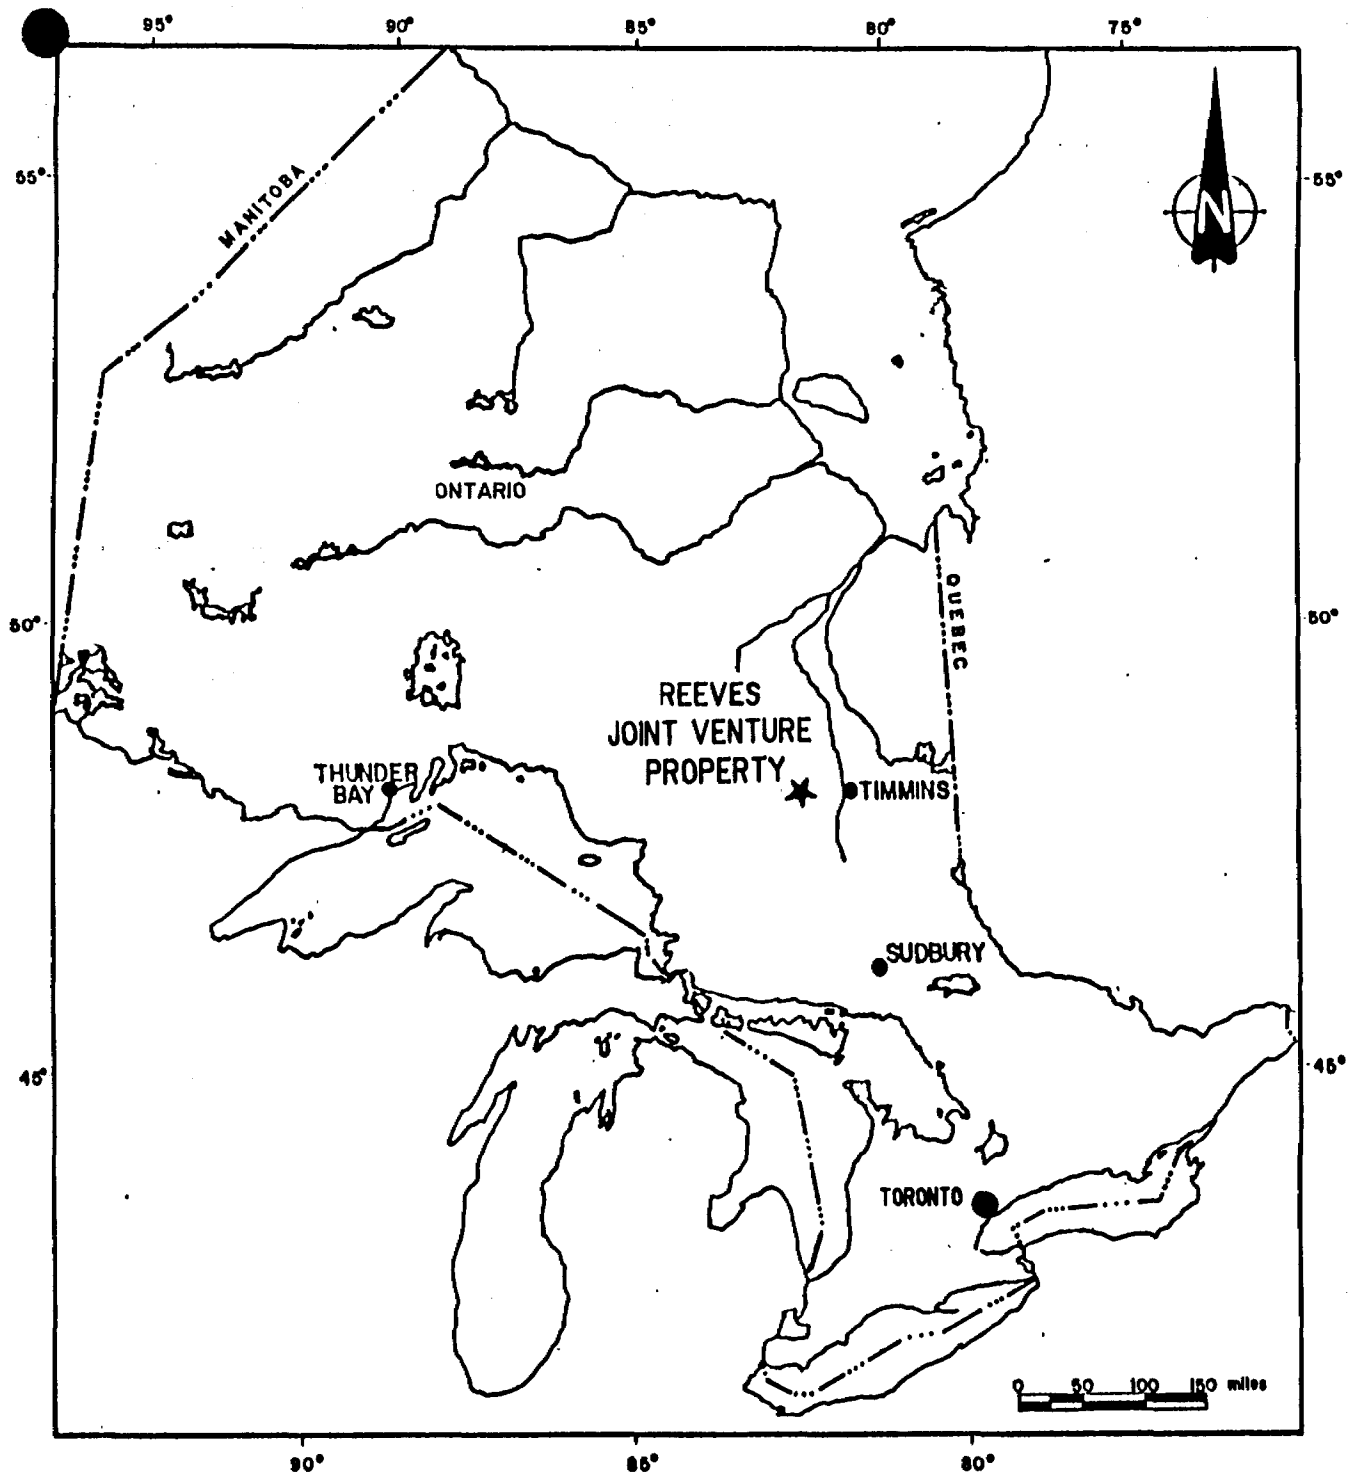 95° 90° 85° 80° 75°
55° 55°
MANITOBA
N
ONTARIO
QUEBEC
50° 50°
REEVES
JOINT VENTURE
PROPERTY
THUNDER
BAY
TIMMINS
SUDBURY
45° 45°
TORONTO
0 50 100 150 miles
90° 85° 80°